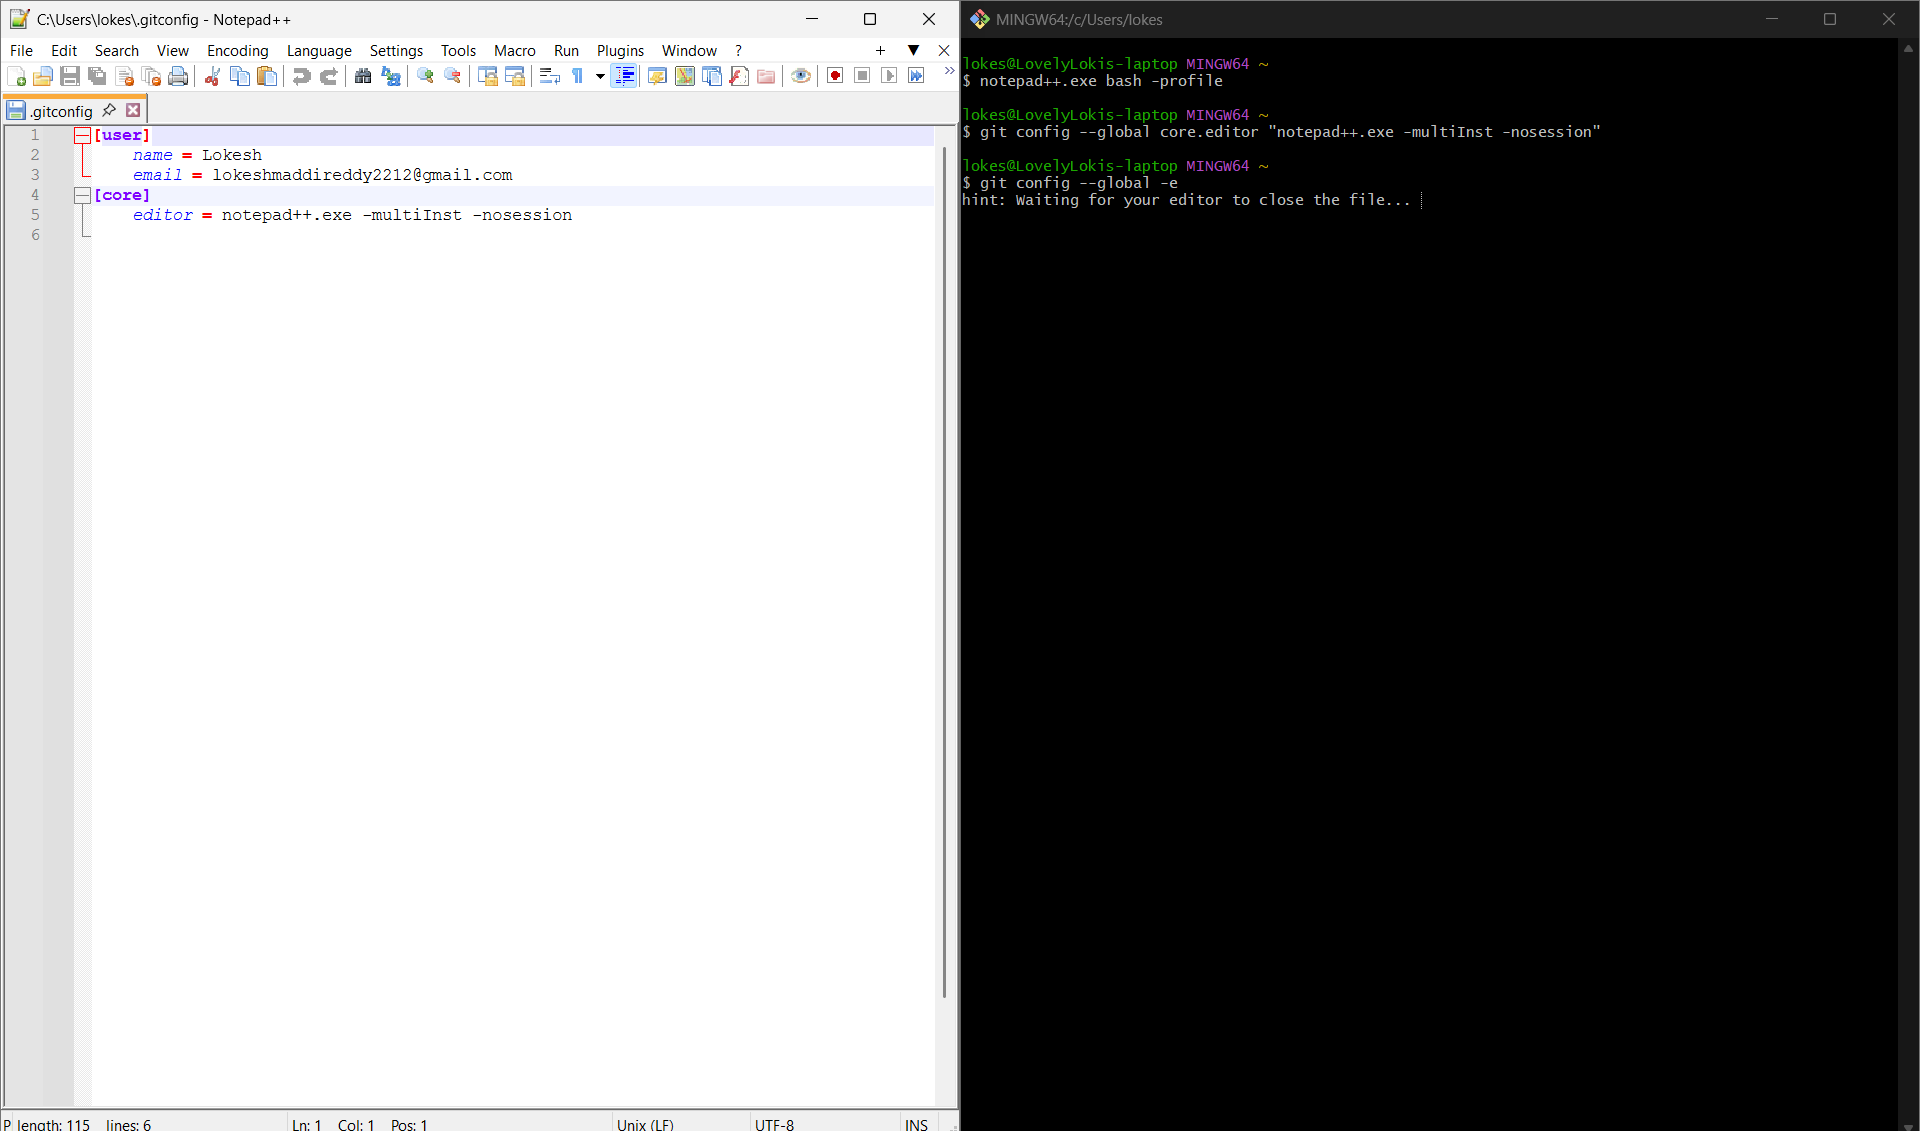 C:\Users\lokes\.gitconfig - Notepad++
File Edit Search View Encoding Language Settings Tools Macro Run Plugins Window ?
.gitconfig
1 [user]
2 name = Lokesh
3 email = lokeshmaddireddy2212@gmail.com
4 [core]
5 editor = notepad++.exe -multiInst -nosession
6
P length: 115 lines: 6 Ln: 1 Col: 1 Pos: 1 Unix (LF) UTF-8 INS
MINGW64:/c/Users/lokes
lokes@LovelyLokis-laptop MINGW64 ~
$ notepad++.exe bash -profile
lokes@LovelyLokis-laptop MINGW64 ~
$ git config --global core.editor "notepad++.exe -multiInst -nosession"
lokes@LovelyLokis-laptop MINGW64 ~
$ git config --global -e
hint: Waiting for your editor to close the file...